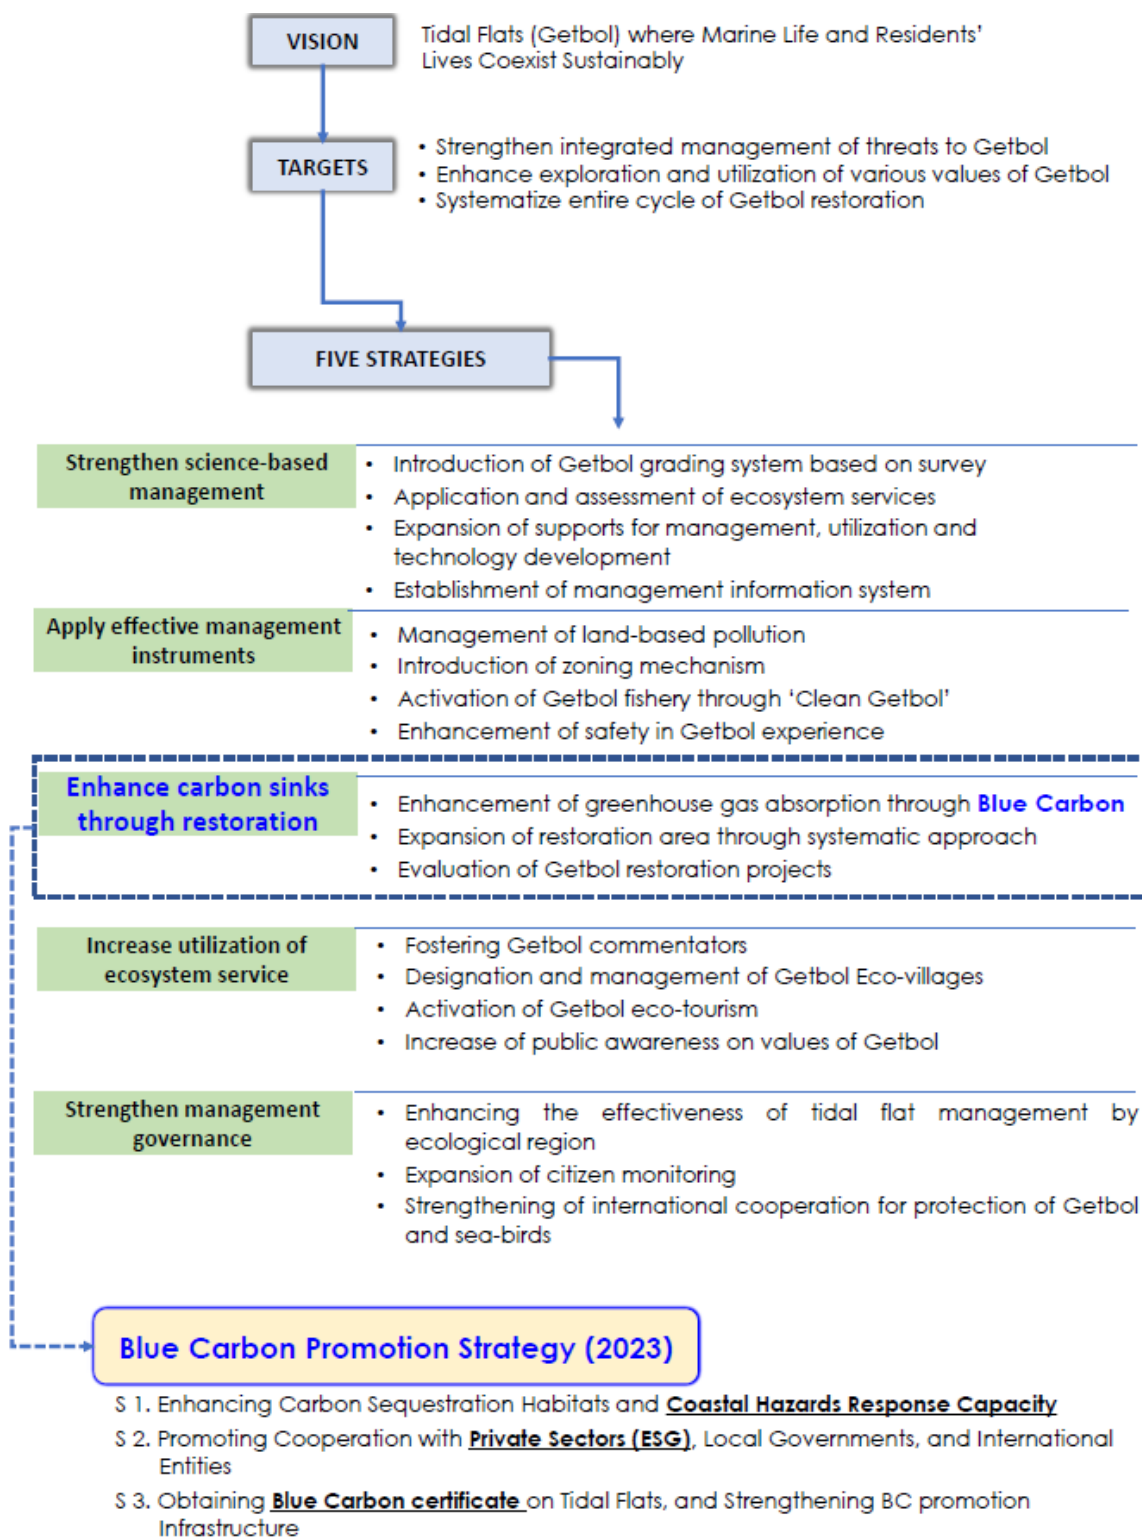 VISION
Tidal Flats (Getbol) where Marine Life and Residents'
Lives Coexist Sustainably
TARGETS
• Strengthen integrated management of threats to Getbol
• Enhance exploration and utilization of various values of Getbol
• Systematize entire cycle of Getbol restoration
FIVE STRATEGIES
Strengthen science-based
management
• Introduction of Getbol grading system based on survey
• Application and assessment of ecosystem services
• Expansion of supports for management, utilization and
technology development
• Establishment of management information system
Apply effective management
instruments
• Management of land-based pollution
• Introduction of zoning mechanism
• Activation of Getbol fishery through ‘Clean Getbol’
• Enhancement of safety in Getbol experience
Enhance carbon sinks
through restoration
• Enhancement of greenhouse gas absorption through Blue Carbon
• Expansion of restoration area through systematic approach
• Evaluation of Getbol restoration projects
Increase utilization of
ecosystem service
• Fostering Getbol commentators
• Designation and management of Getbol Eco-villages
• Activation of Getbol eco-tourism
• Increase of public awareness on values of Getbol
Strengthen management
governance
• Enhancing the effectiveness of tidal flat management by
ecological region
• Expansion of citizen monitoring
• Strengthening of international cooperation for protection of Getbol
and sea-birds
Blue Carbon Promotion Strategy (2023)
S 1. Enhancing Carbon Sequestration Habitats and Coastal Hazards Response Capacity
S 2. Promoting Cooperation with Private Sectors (ESG), Local Governments, and International
Entities
S 3. Obtaining Blue Carbon certificate on Tidal Flats, and Strengthening BC promotion
Infrastructure